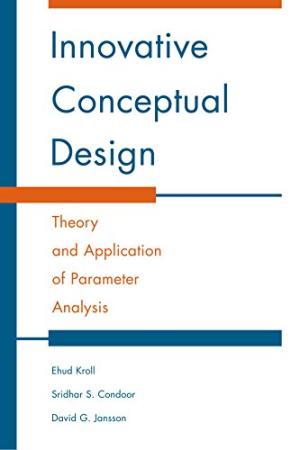 Innovative
Conceptual
Design
Theory
and Application
of Parameter
Analysis
Ehud Kroll
Sridhar S. Condoor
David G. Jansson